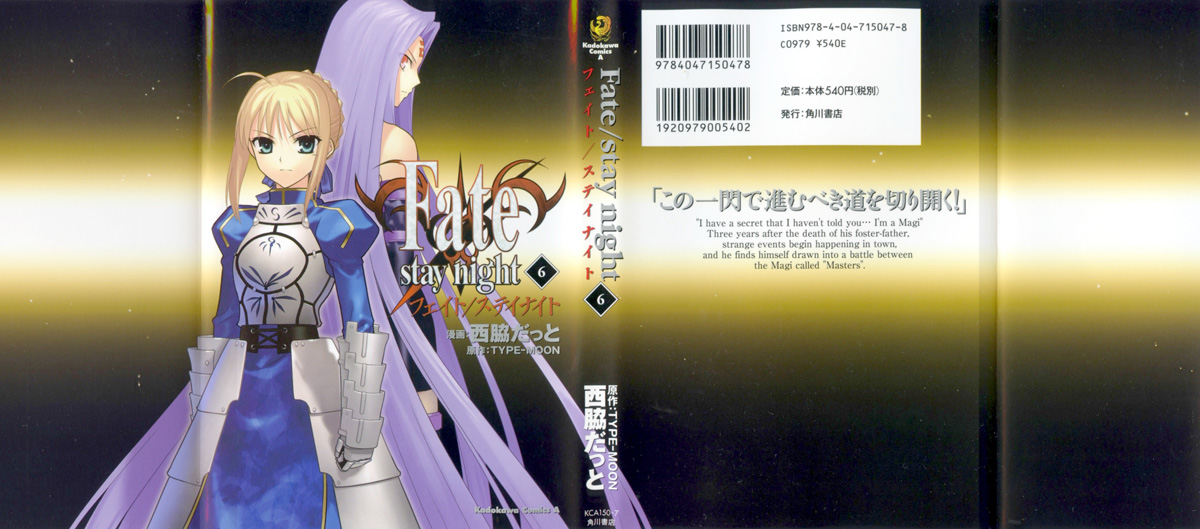 Fate
stay night 6
フェイト/ステイナイト
漫画:西脇だっと
原作:TYPE-MOON
Kadokawa Comics A
Kadokawa
Comics
A
Fate/stay night
フェイト/ステイナイト
6
原作:TYPE-MOON
西脇だっと
KCA150-7
角川書店
9784047150478
1920979005402
ISBN978-4-04-715047-8
C0979 ¥540E
定価:本体540円(税別)
発行:角川書店
「この一閃で進むべき道を切り開く!」
"I have a secret that I haven't told you… I'm a Magi"
Three years after the death of his foster-father,
strange events begin happening in town,
and he finds himself drawn into a battle between
the Magi called "Masters".